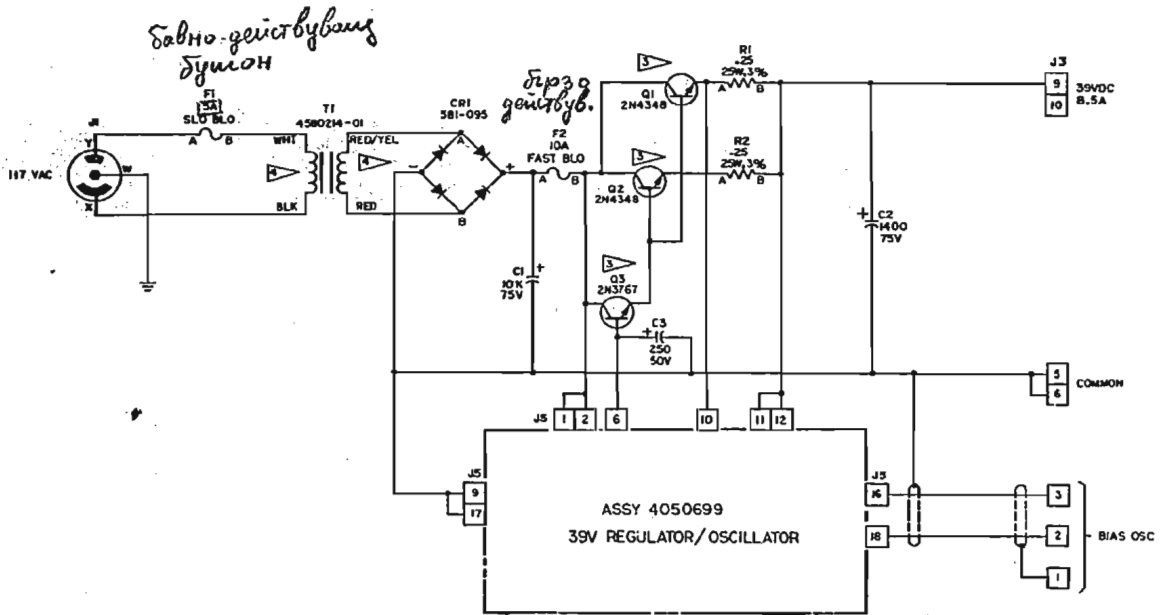 бавно-действуващ
бушон
F1
5A
SLO BLO
A
B
J1
Y
W
X
117 VAC
WHT
BLK
T1
4580214-01
4
RED/YEL
4
RED
CR1
581-095
A
B
-
+
бързо
действ.
F2
10A
FAST BLO
A
B
C1
10K
75V
+
3
Q1
2N4348
3
Q2
2N4348
3
Q3
2N3767
C3
250
50V
+
R1
.25
25W,3%
A
B
R2
.25
25W,3%
A
B
C2
1400
75V
+
J3
9
10
39VDC
8.5A
5
6
COMMON
J5
1
2
6
10
11
12
J5
9
17
ASSY 4050699
39V REGULATOR/OSCILLATOR
J5
16
18
3
2
1
BIAS OSC